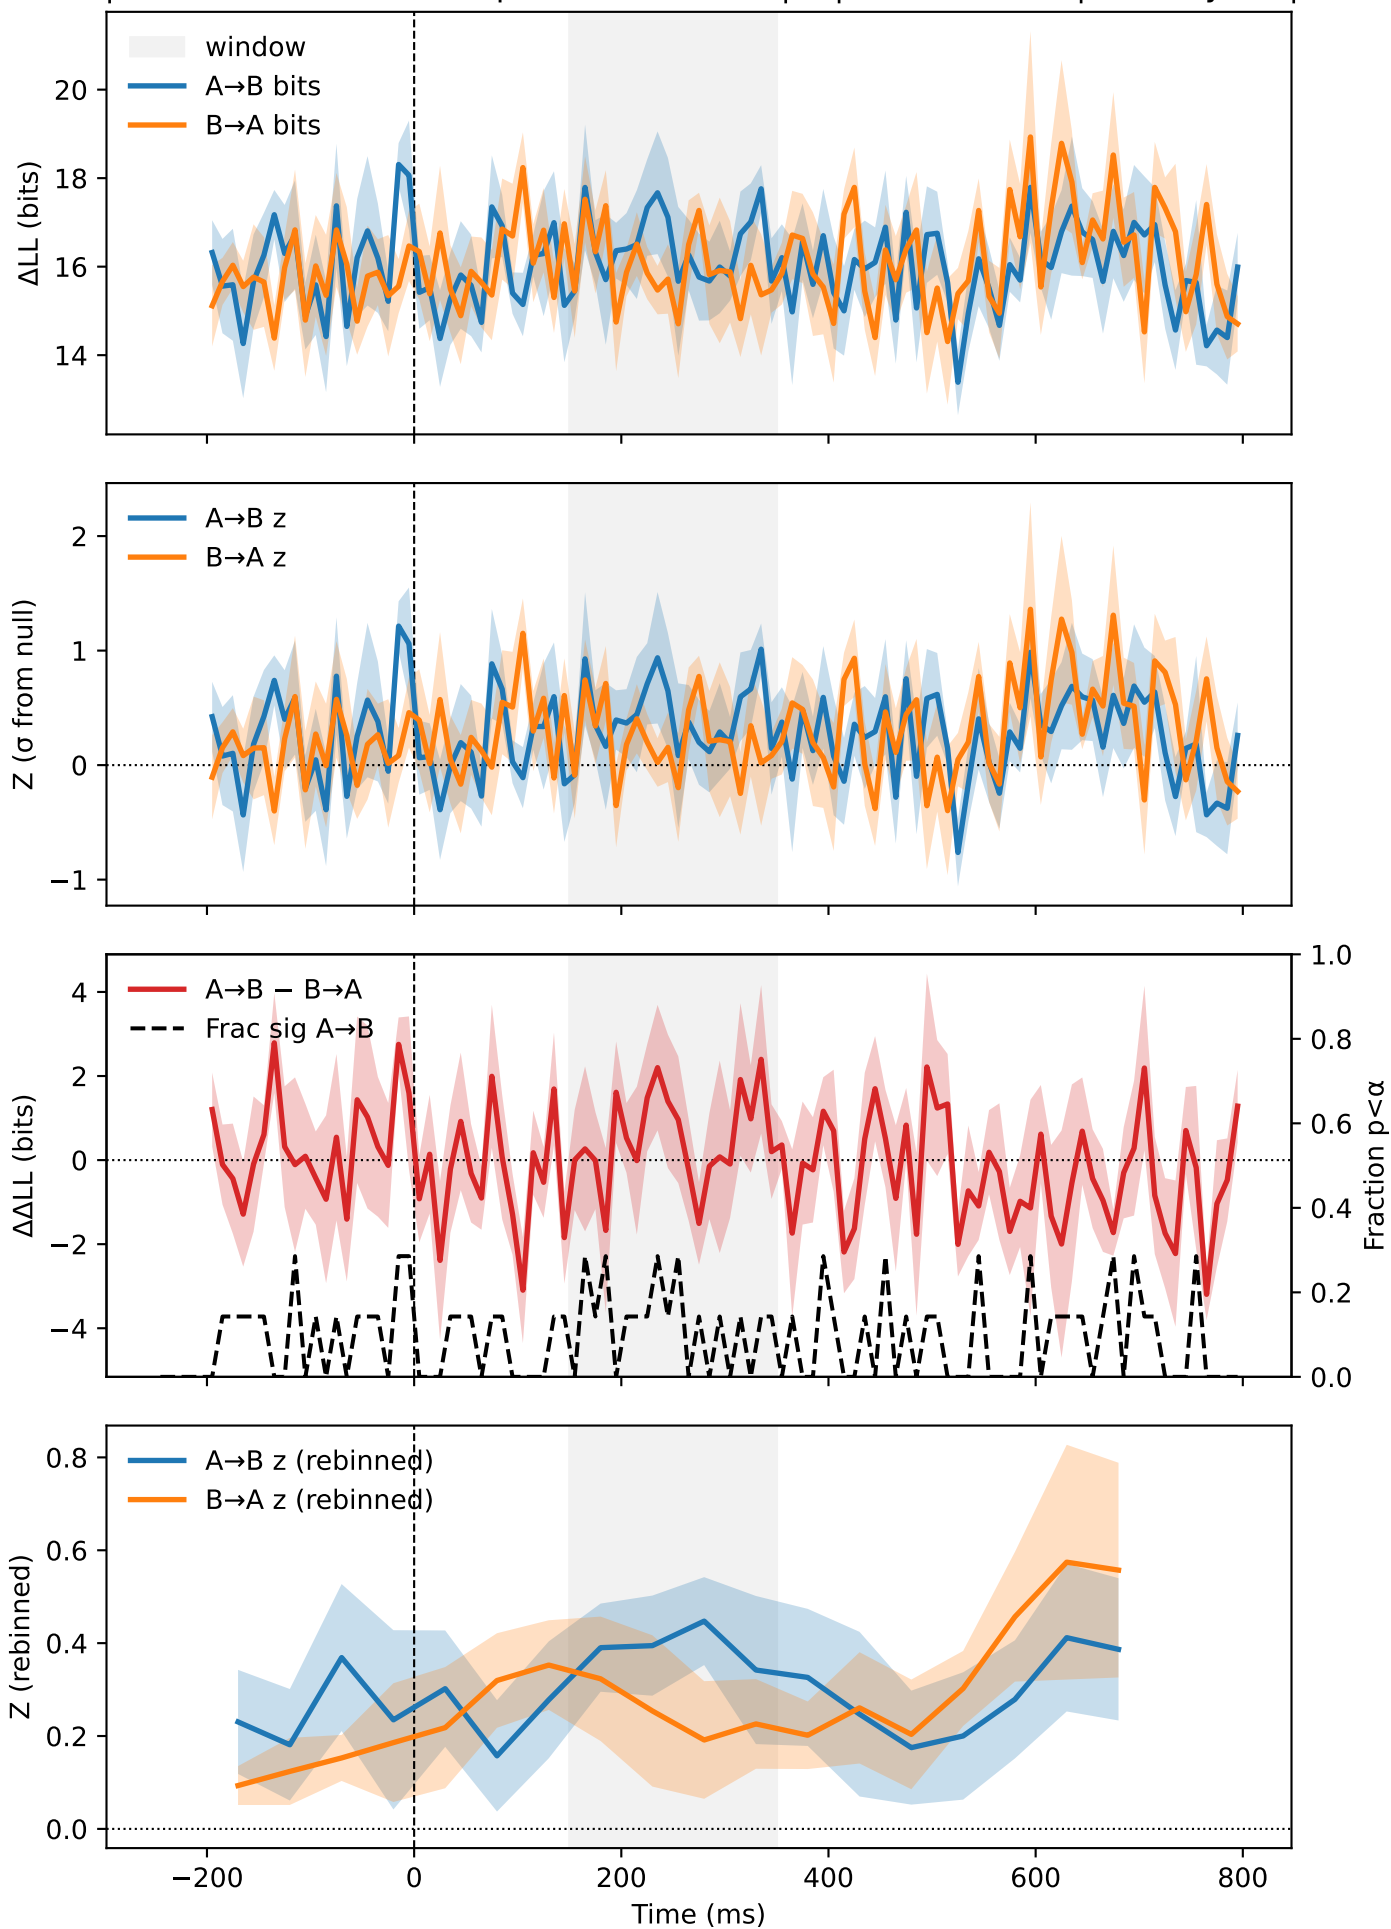 window
A→B bits
B→A bits
20
18
16
14
ΔLL (bits)
A→B z
B→A z
2
1
0
−1
Z (σ from null)
A→B − B→A
Frac sig A→B
4
2
0
−2
−4
ΔΔLL (bits)
1.0
0.8
0.6
0.4
0.2
0.0
Fraction p<α
A→B z (rebinned)
B→A z (rebinned)
0.8
0.6
0.4
0.2
0.0
Z (rebinned)
−200 0 200 400 600 800
Time (ms)